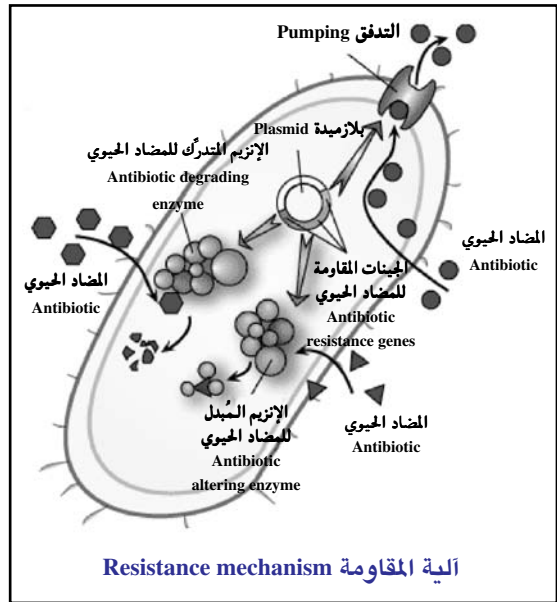 Pumping التدفق
Plasmid بلازميدة
الإنزيم المتدرّك للمضاد الحيوي
Antibiotic degrading
enzyme
المضاد الحيوي
Antibiotic
المضاد الحيوي
Antibiotic
الجينات المقاومة
للمضاد الحيوي
Antibiotic
resistance genes
المضاد الحيوي
Antibiotic
الإنزيم المُبدل
للمضاد الحيوي
Antibiotic
altering enzyme
آلية المقاومة Resistance mechanism